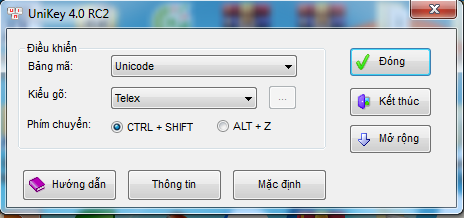 UniKey 4.0 RC2
Điều khiển
Bảng mã:
Unicode
Kiểu gõ:
Telex
...
Phím chuyển:
CTRL + SHIFT
ALT + Z
Đóng
Kết thúc
Mở rộng
Hướng dẫn
Thông tin
Mặc định